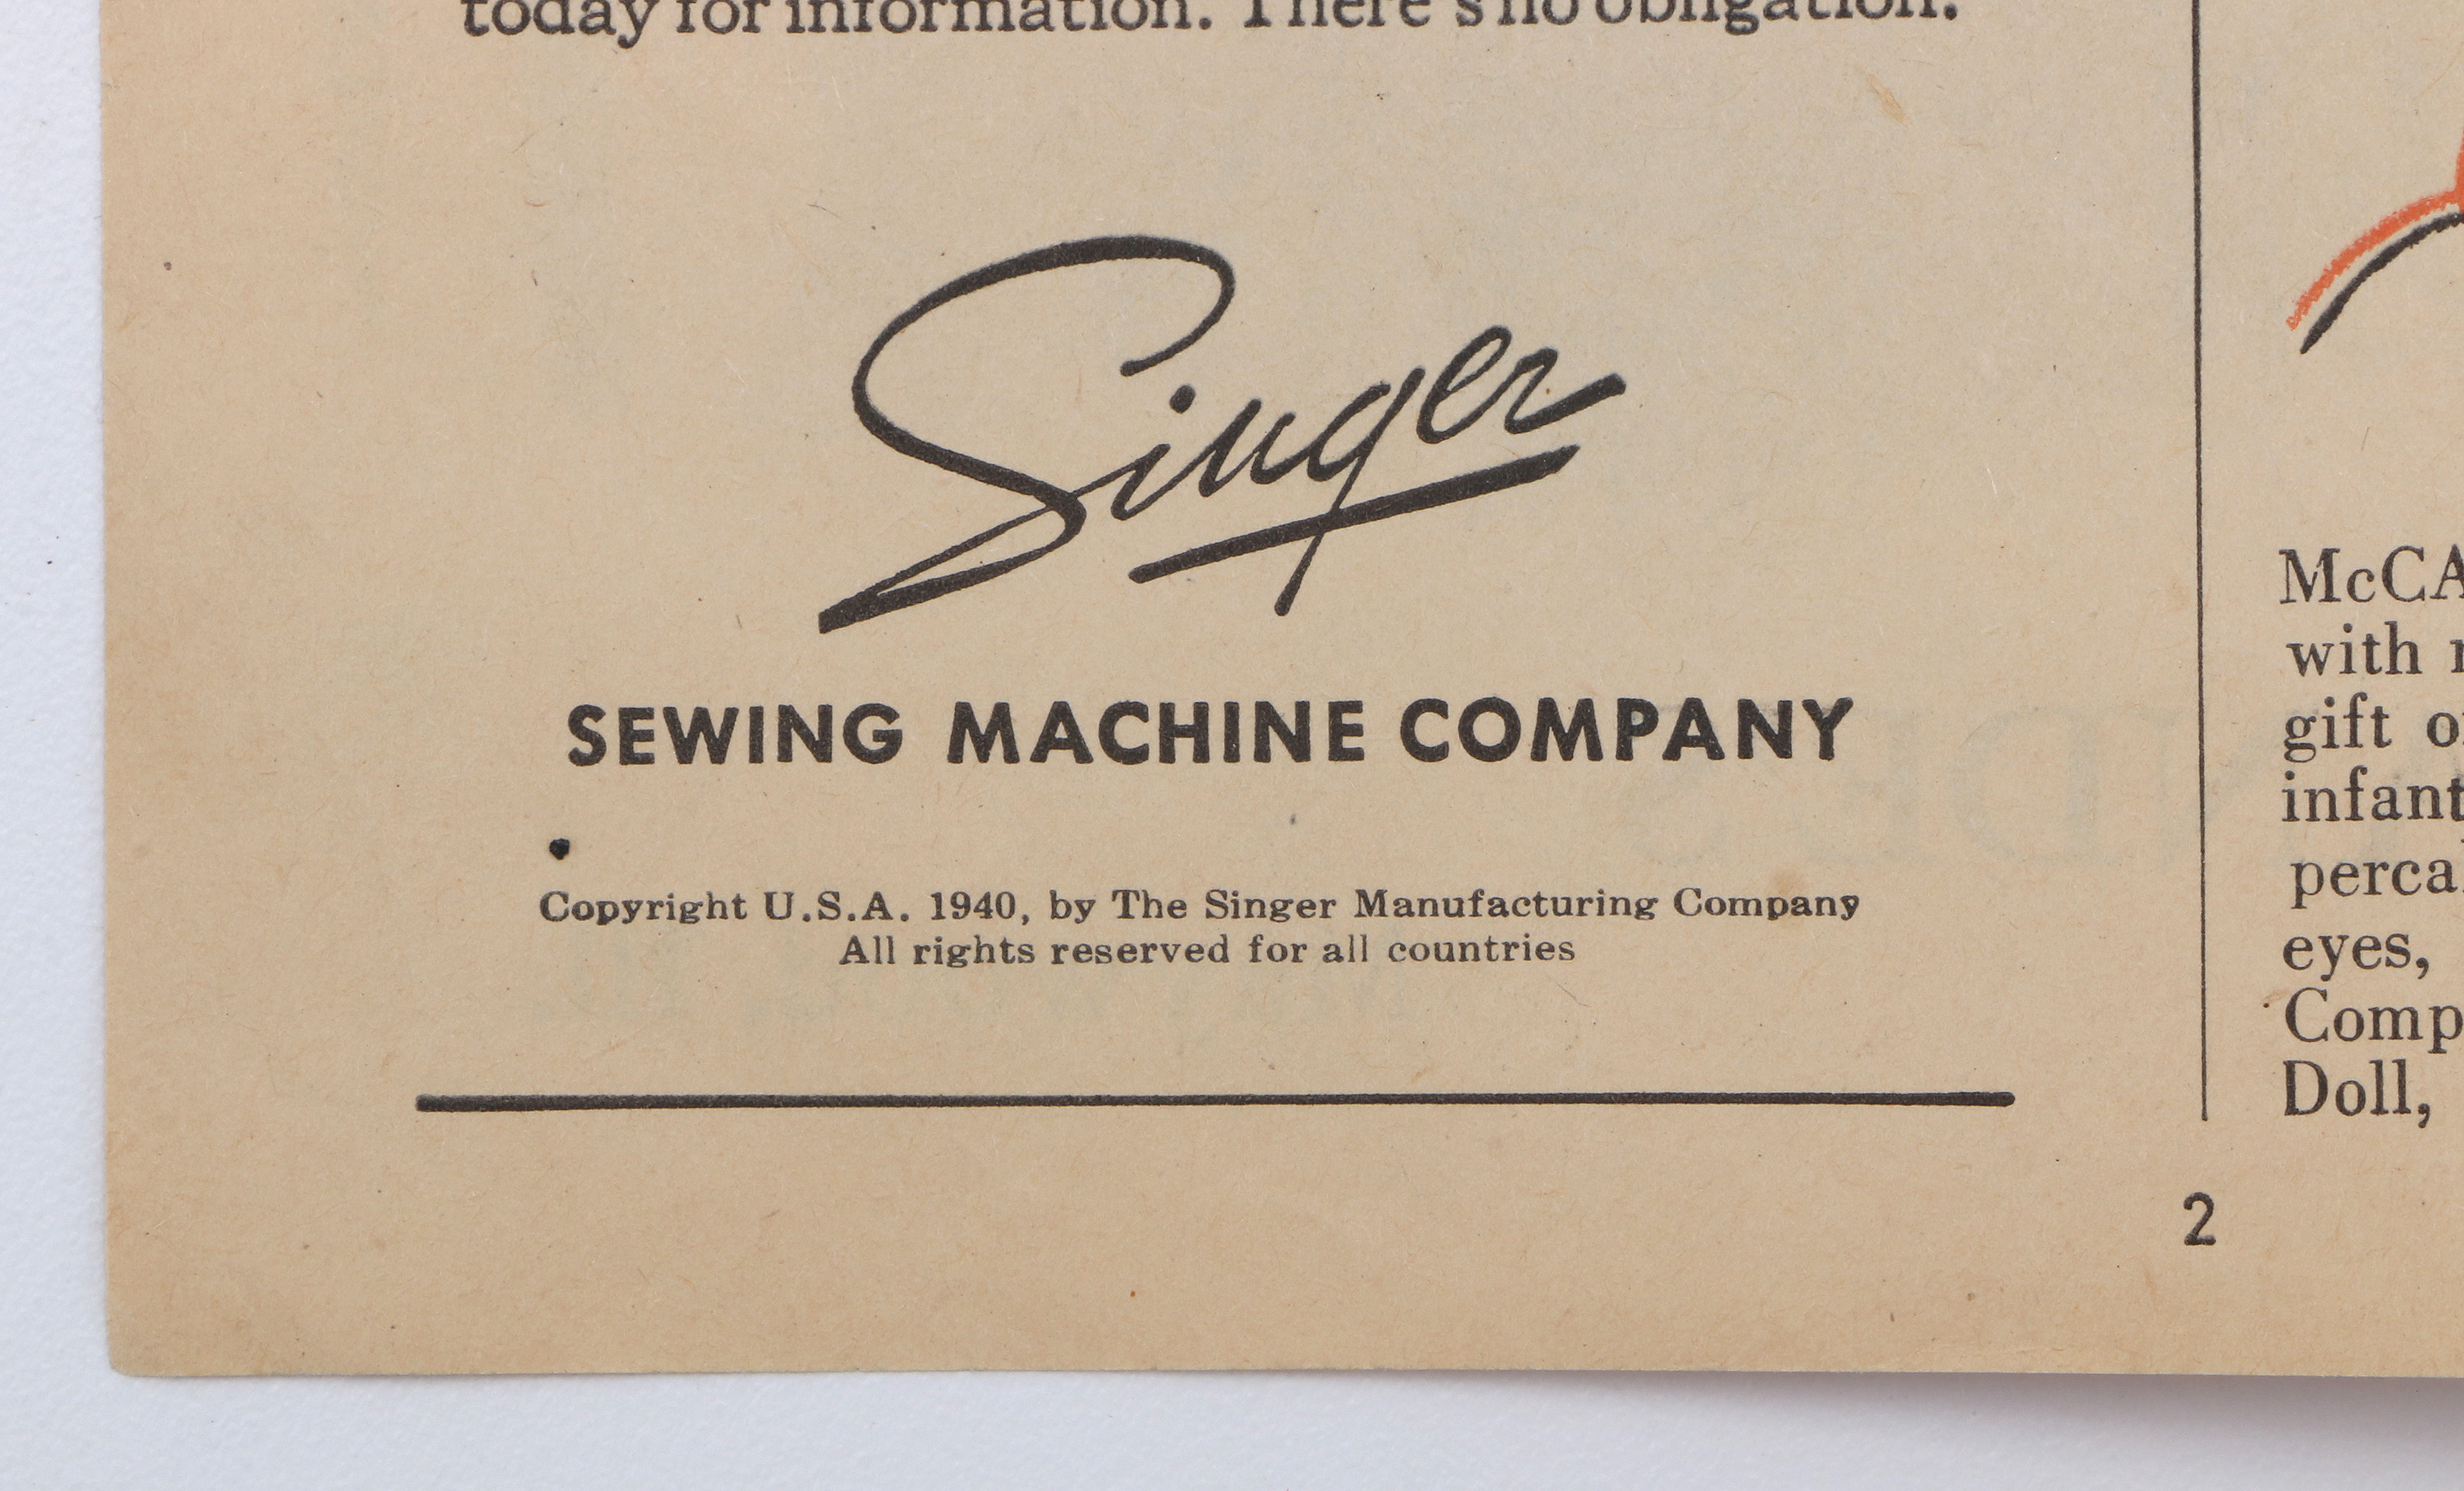 today for information. There's no obligation.
Singer
SEWING MACHINE COMPANY
Copyright U.S.A. 1940, by The Singer Manufacturing Company
All rights reserved for all countries
McCA
with
gift
infant
perca
eyes,
Comp
Doll,
2